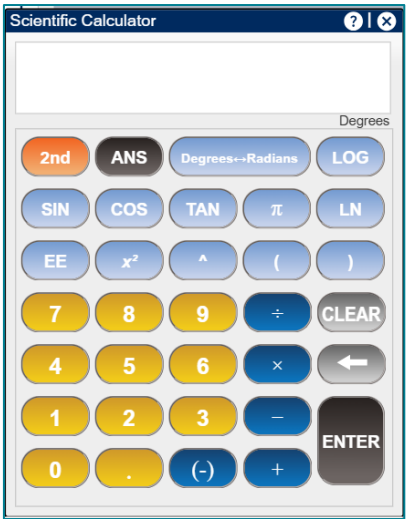 Scientific Calculator ? | ×
Degrees
2nd ANS Degrees↔Radians LOG
SIN COS TAN π LN
EE x² ^ ( )
7 8 9 ÷ CLEAR
4 5 6 × ←
1 2 3 −
ENTER
0 . (-) +